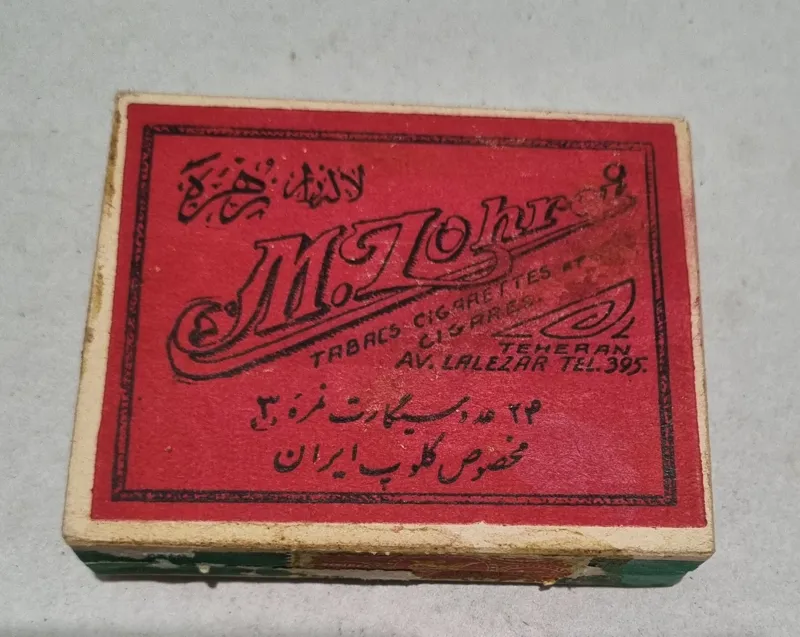 لاله‌زار زهره
M. Zohreh
TABACS-CIGARETTES ET
CIGARES.
TEHERAN
AV. LALEZAR TEL. 395.
۲۴ عدد سیگارت نمرهٔ ۳
مخصوص کلوپ ایران